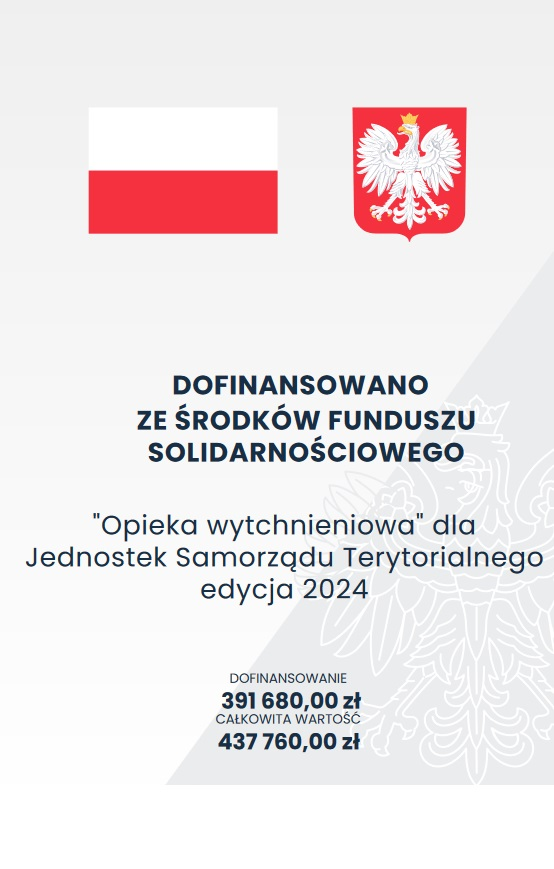 DOFINANSOWANO
ZE ŚRODKÓW FUNDUSZU
SOLIDARNOŚCIOWEGO
"Opieka wytchnieniowa" dla
Jednostek Samorządu Terytorialnego
edycja 2024
DOFINANSOWANIE
391 680,00 zł
CAŁKOWITA WARTOŚĆ
437 760,00 zł